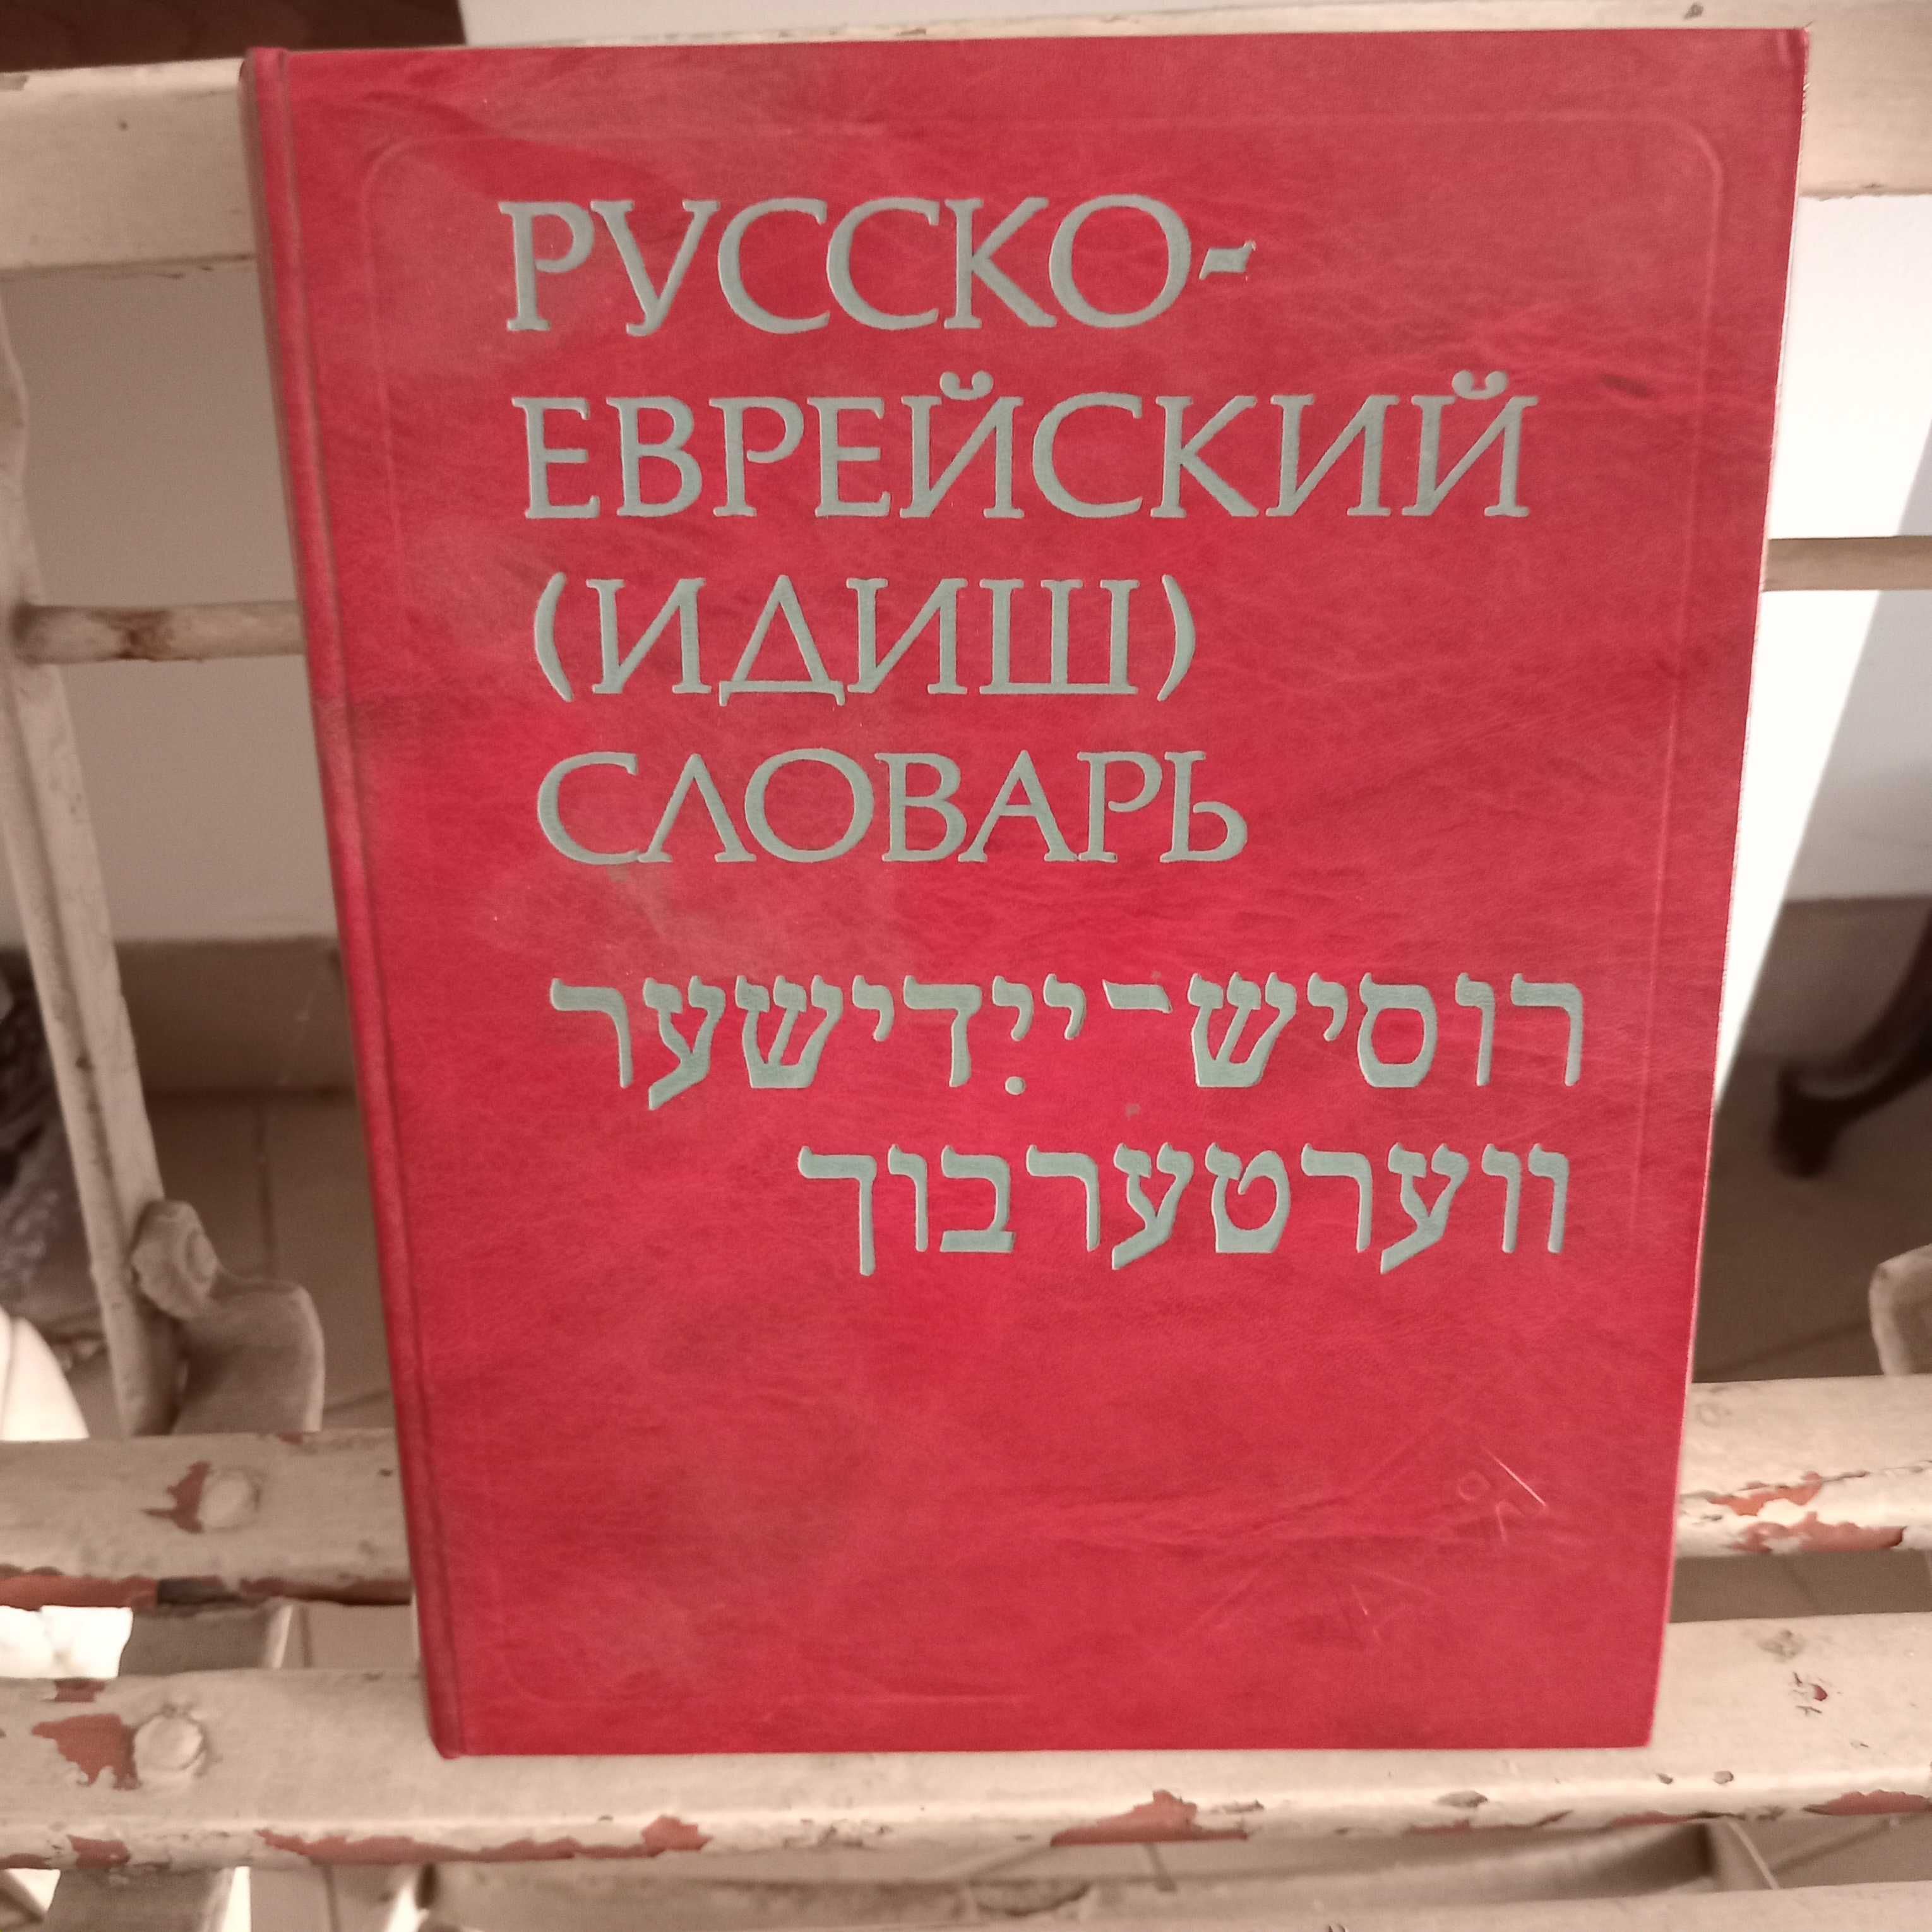 РУССКО-
ЕВРЕЙСКИЙ
(ИДИШ)
СЛОВАРЬ
רוסיש־ייִדישער
ווערטערבוך